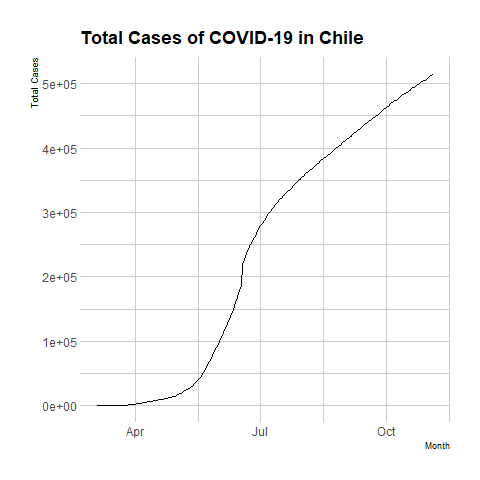 Total Cases of COVID-19 in Chile
Total Cases
5e+05
4e+05
3e+05
2e+05
1e+05
0e+00
Apr Jul Oct
Month